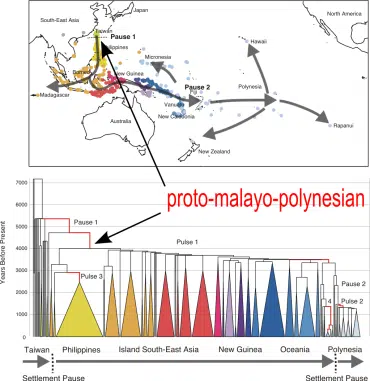 Japan
North America
South-East Asia
Taiwan
Pause 1
Philippines
Hawaii
Micronesia
Borneo
New Guinea
Pause 2
Polynesia
Madagascar
Vanuatu
New Caledonia
Australia
Rapanui
New Zealand
proto-malayo-polynesian
Years Before Present
7000
6000
5000
4000
3000
2000
1000
0
Pause 1
Pulse 1
Pulse 3
Pause 2
4
Pulse 2
Taiwan Philippines Island South-East Asia New Guinea Oceania Polynesia
Settlement Pause Settlement Pause